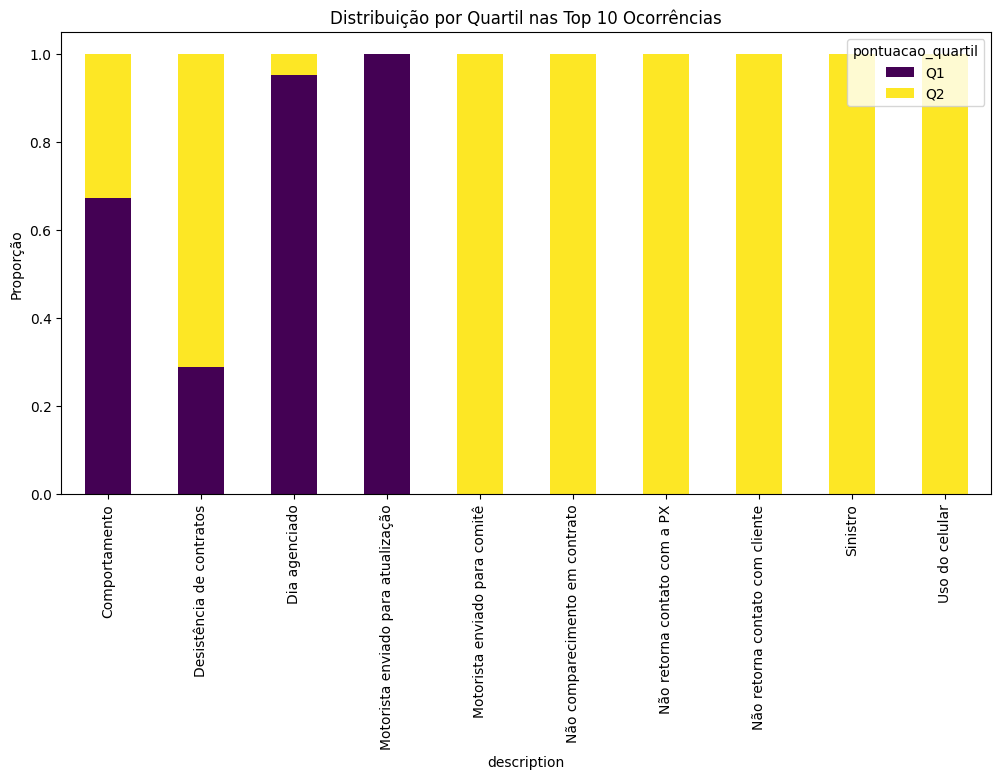 Distribuição por Quartil nas Top 10 Ocorrências
pontuacao_quartil
Q1
Q2
Proporção
1.0
0.8
0.6
0.4
0.2
0.0
Comportamento
Desistência de contratos
Dia agenciado
Motorista enviado para atualização
Motorista enviado para comitê
Não comparecimento em contrato
Não retorna contato com a PX
Não retorna contato com cliente
Sinistro
Uso do celular
description